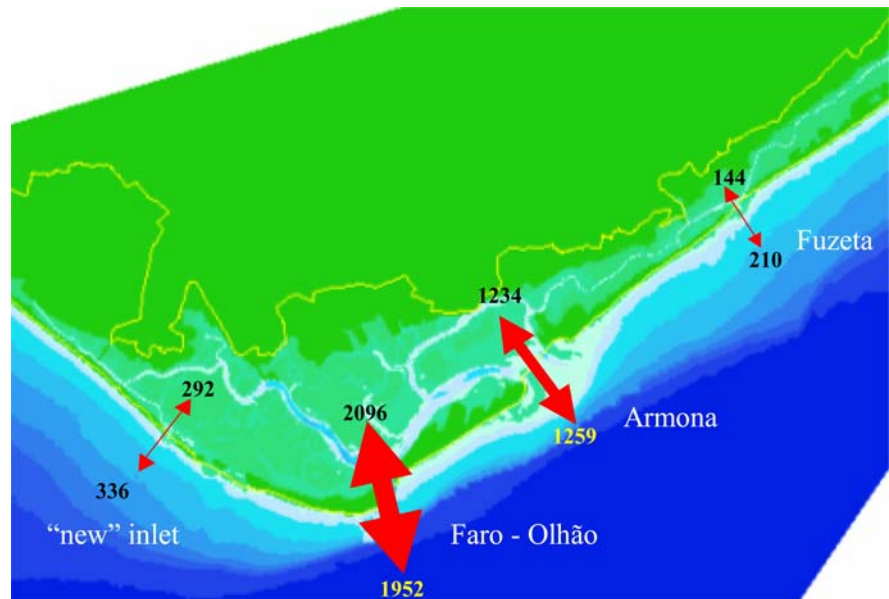 144
Fuzeta
210
1234
292
2096
Armona
1259
336
“new” inlet
Faro - Olhão
1952